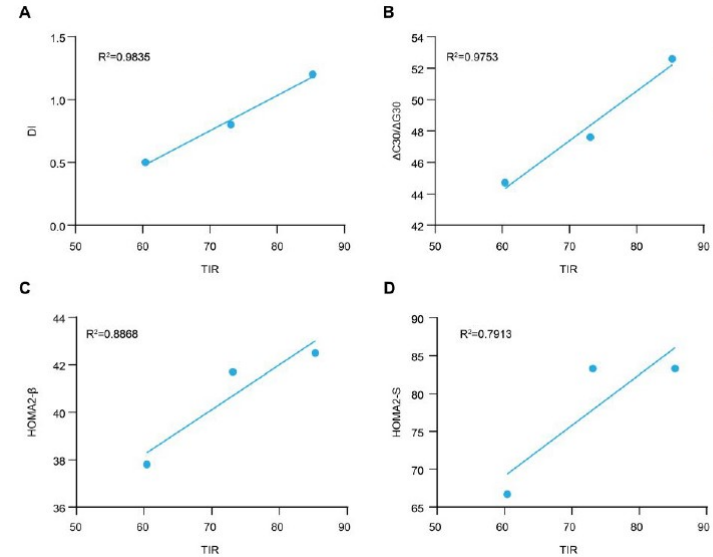 A
R²=0.9835
1.5
1.0
0.5
0.0
DI
50 60 70 80 90
TIR
B
R²=0.9753
54
52
50
48
46
44
42
ΔC30/ΔG30
50 60 70 80 90
TIR
C
R²=0.8868
44
42
40
38
36
HOMA2-β
50 60 70 80 90
TIR
D
R²=0.7913
90
85
80
75
70
65
HOMA2-S
50 60 70 80 90
TIR